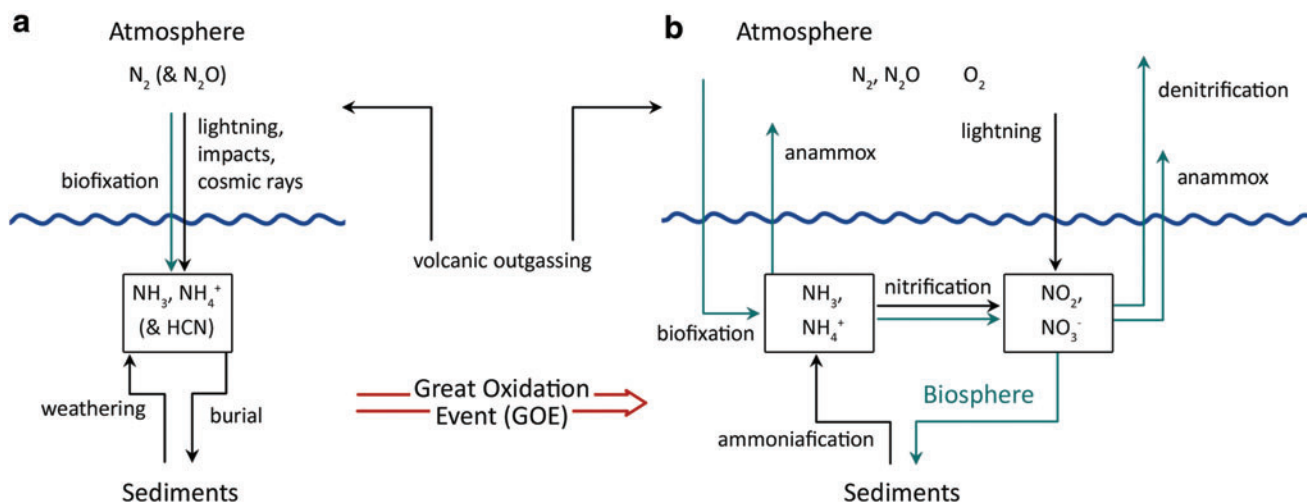 a
Atmosphere
N₂ (& N₂O)
lightning,
impacts,
cosmic rays
biofixation
NH₃, NH₄⁺
(& HCN)
weathering
burial
Sediments
volcanic outgassing
Great Oxidation
Event (GOE)
b
Atmosphere
N₂, N₂O O₂
denitrification
lightning
anammox
anammox
nitrification
NH₃,
NH₄⁺
NO₂,
NO₃⁻
biofixation
Biosphere
ammoniafication
Sediments